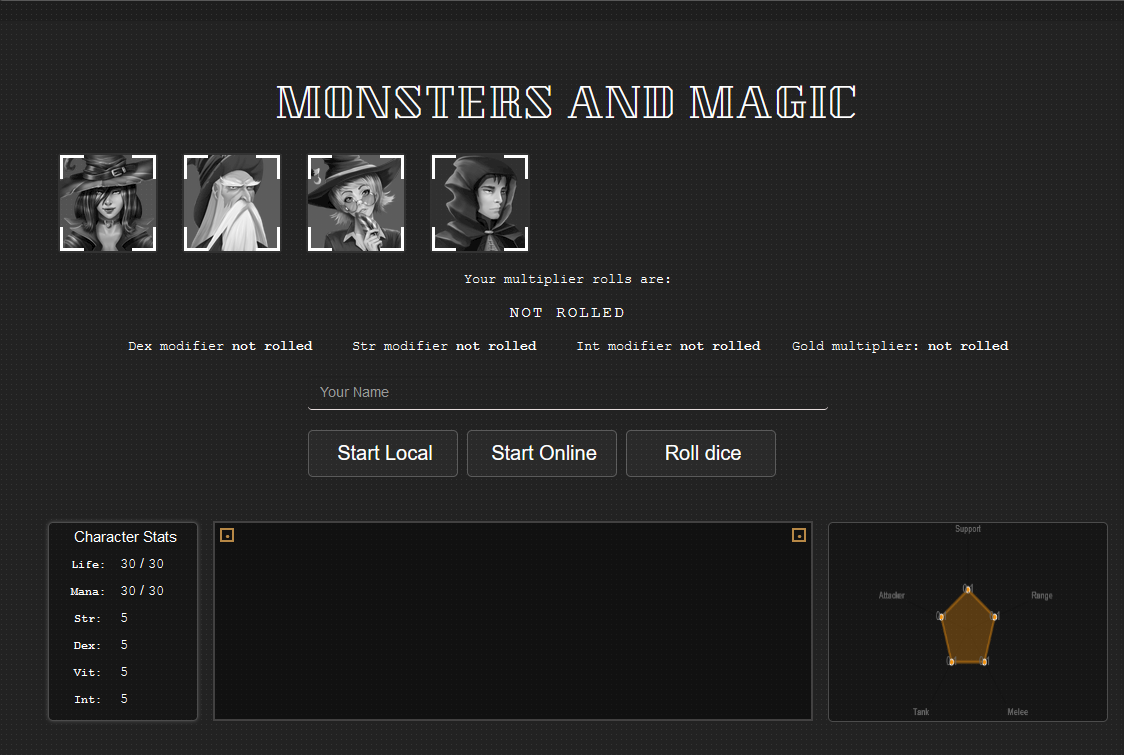 MONSTERS AND MAGIC
Your multiplier rolls are:
NOT ROLLED
Dex modifier not rolled Str modifier not rolled Int modifier not rolled Gold multiplier: not rolled
Your Name
Start Local Start Online Roll dice
Character Stats
Life: 30 / 30
Mana: 30 / 30
Str: 5
Dex: 5
Vit: 5
Int: 5
Support
Attacker Range
Tank Melee